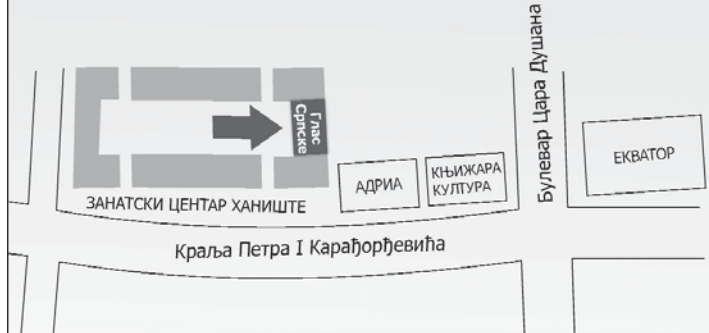 Булевар Цара Душана
Глас
Српске
ЕКВАТОР
АДРИА
КЊИЖАРА
КУЛТУРА
ЗАНАТСКИ ЦЕНТАР ХАНИШТЕ
Краља Петра I Карађорђевића